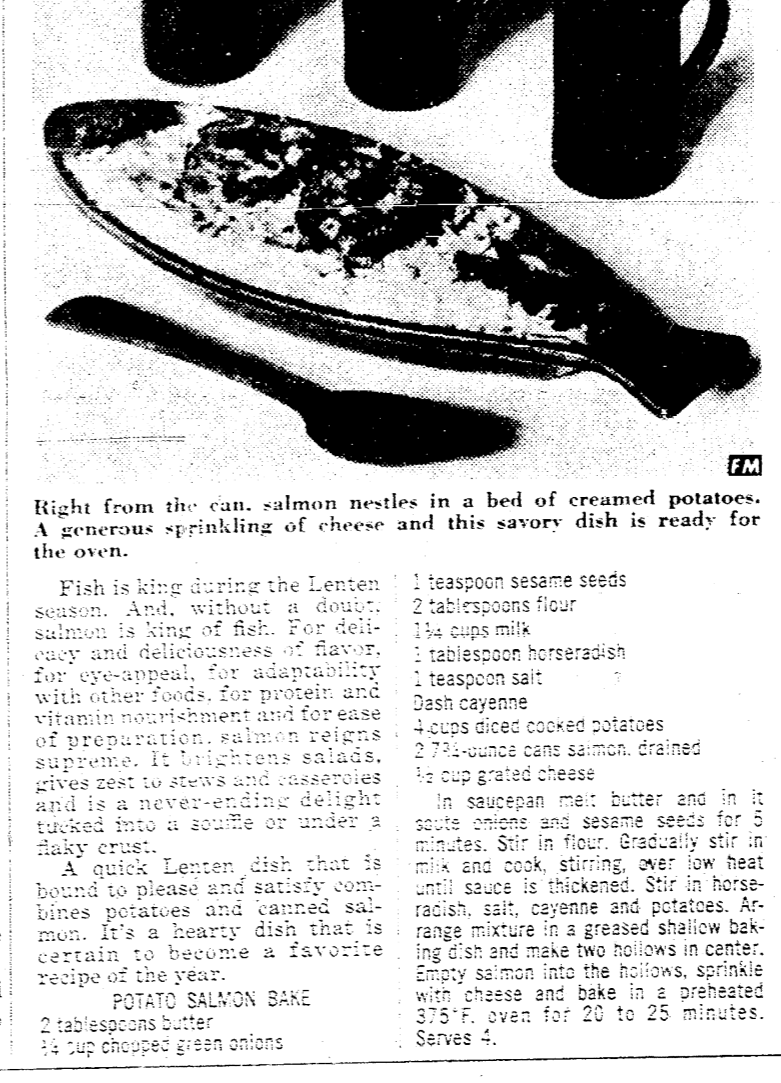 FM
Right from the can, salmon nestles in a bed of creamed potatoes.
A generous sprinkling of cheese and this savory dish is ready for
the oven.
Fish is king during the Lenten
season. And, without a doubt,
salmon is king of fish. For deli-
cacy and deliciousness of flavor,
for eye-appeal, for adaptability
with other foods, for protein and
vitamin nourishment and for ease
of preparation, salmon reigns
supreme. It brightens salads,
gives zest to stews and casseroles
and is a never-ending delight
tucked into a souffle or under a
flaky crust.
A quick Lenten dish that is
bound to please and satisfy com-
bines potatoes and canned sal-
mon. It's a hearty dish that is
certain to become a favorite
recipe of the year.
POTATO SALMON BAKE
2 tablespoons butter
¼ cup chopped green onions
1 teaspoon sesame seeds
2 tablespoons flour
1¼ cups milk
1 tablespoon horseradish
1 teaspoon salt
Dash cayenne
4 cups diced cooked potatoes
2 7¾-ounce cans salmon, drained
½ cup grated cheese
In saucepan melt butter and in it
saute onions and sesame seeds for 5
minutes. Stir in flour. Gradually stir in
milk and cook, stirring, over low heat
until sauce is thickened. Stir in horse-
radish, salt, cayenne and potatoes. Ar-
range mixture in a greased shallow bak-
ing dish and make two hollows in center.
Empty salmon into the hollows, sprinkle
with cheese and bake in a preheated
375°F. oven for 20 to 25 minutes.
Serves 4.